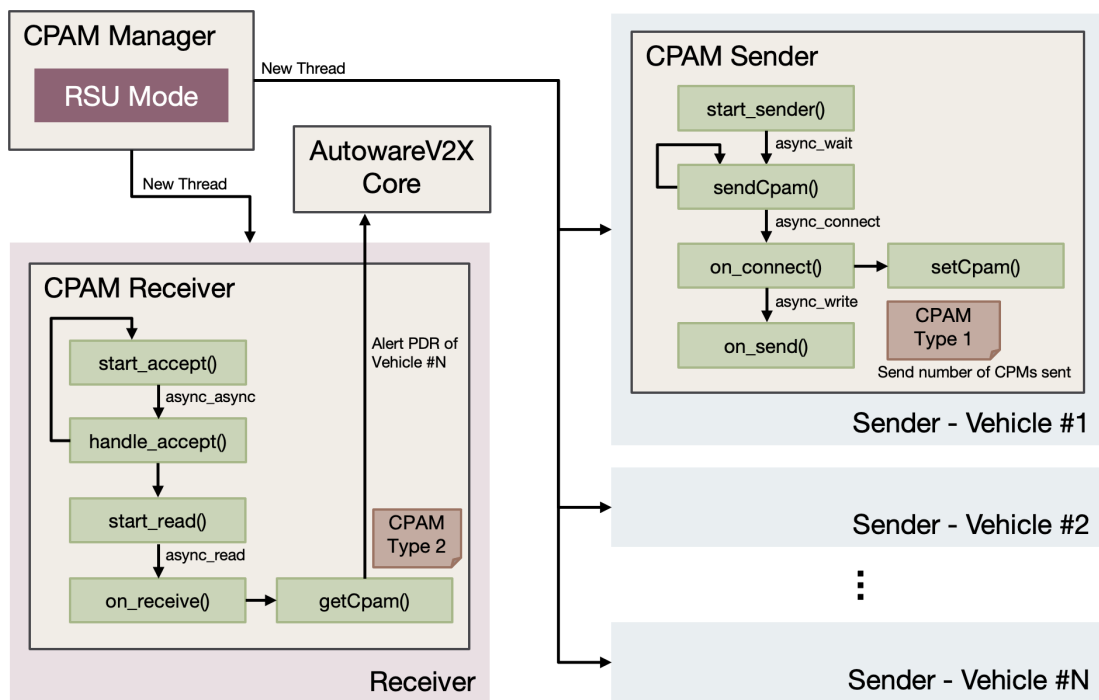 CPAM Manager
RSU Mode
New Thread
New Thread
AutowareV2X
Core
CPAM Receiver
start_accept()
async_async
handle_accept()
start_read()
async_read
on_receive()
getCpam()
Alert PDR of
Vehicle #N
CPAM
Type 2
Receiver
CPAM Sender
start_sender()
async_wait
sendCpam()
async_connect
on_connect()
setCpam()
async_write
on_send()
CPAM
Type 1
Send number of CPMs sent
Sender - Vehicle #1
Sender - Vehicle #2
Sender - Vehicle #N